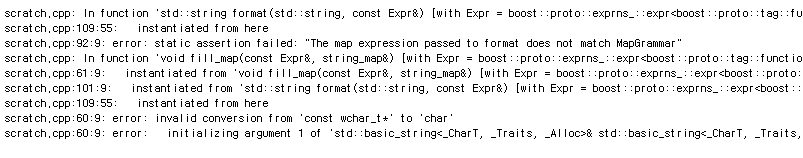 scratch.cpp: In function 'std::string format(std::string, const Expr&) [with Expr = boost::proto::exprns_::expr<boost::proto::tag::fu
scratch.cpp:109:55:   instantiated from here
scratch.cpp:92:9: error: static assertion failed: "The map expression passed to format does not match MapGrammar"
scratch.cpp: In function 'void fill_map(const Expr&, string_map&) [with Expr = boost::proto::exprns_::expr<boost::proto::tag::functio
scratch.cpp:61:9:   instantiated from 'void fill_map(const Expr&, string_map&) [with Expr = boost::proto::exprns_::expr<boost::proto:
scratch.cpp:101:9:   instantiated from 'std::string format(std::string, const Expr&) [with Expr = boost::proto::exprns_::expr<boost::
scratch.cpp:109:55:   instantiated from here
scratch.cpp:60:9: error: invalid conversion from 'const wchar_t*' to 'char'
scratch.cpp:60:9: error:   initializing argument 1 of 'std::basic_string<_CharT, _Traits, _Alloc>& std::basic_string<_CharT, _Traits,